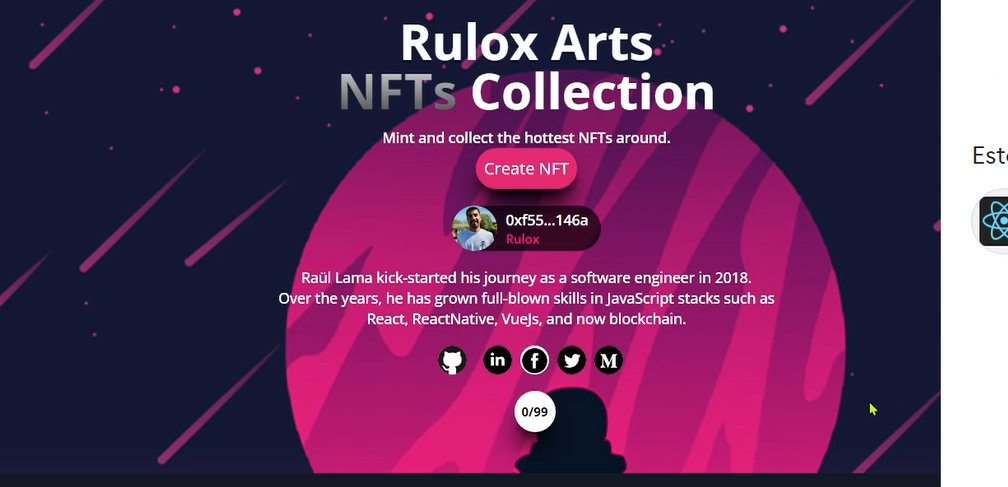 Rulox Arts
NFTs Collection
Mint and collect the hottest NFTs around.
Create NFT
0xf55...146a
Rulox
Raül Lama kick-started his journey as a software engineer in 2018.
Over the years, he has grown full-blown skills in JavaScript stacks such as
React, ReactNative, VueJs, and now blockchain.
in f M
0/99
Est